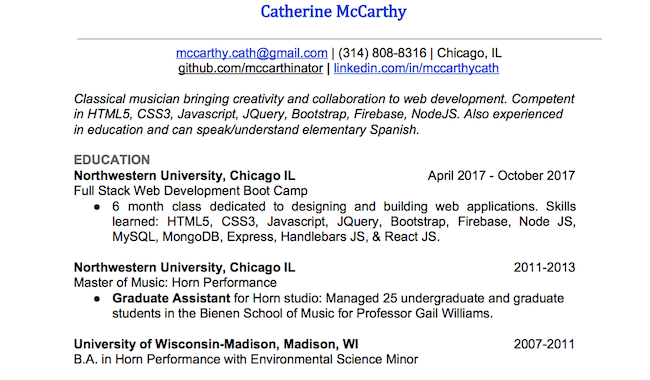 Catherine McCarthy
mccarthy.cath@gmail.com | (314) 808-8316 | Chicago, IL
github.com/mccarthinator | linkedin.com/in/mccarthycath
Classical musician bringing creativity and collaboration to web development. Competent
in HTML5, CSS3, Javascript, JQuery, Bootstrap, Firebase, NodeJS. Also experienced
in education and can speak/understand elementary Spanish.
EDUCATION
Northwestern University, Chicago IL April 2017 - October 2017
Full Stack Web Development Boot Camp
● 6 month class dedicated to designing and building web applications. Skills
learned: HTML5, CSS3, Javascript, JQuery, Bootstrap, Firebase, Node JS,
MySQL, MongoDB, Express, Handlebars JS, & React JS.
Northwestern University, Chicago IL 2011-2013
Master of Music: Horn Performance
● Graduate Assistant for Horn studio: Managed 25 undergraduate and graduate
students in the Bienen School of Music for Professor Gail Williams.
University of Wisconsin-Madison, Madison, WI 2007-2011
B.A. in Horn Performance with Environmental Science Minor